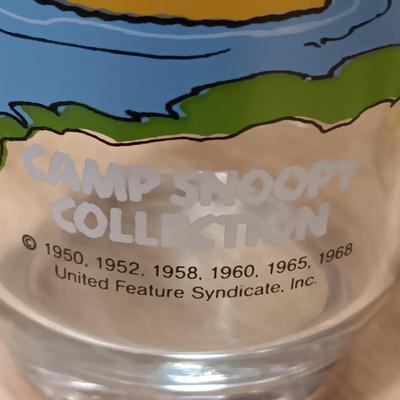 CAMP SNOOPY
COLLECTION
© 1950, 1952, 1958, 1960, 1965, 1968
United Feature Syndicate, Inc.